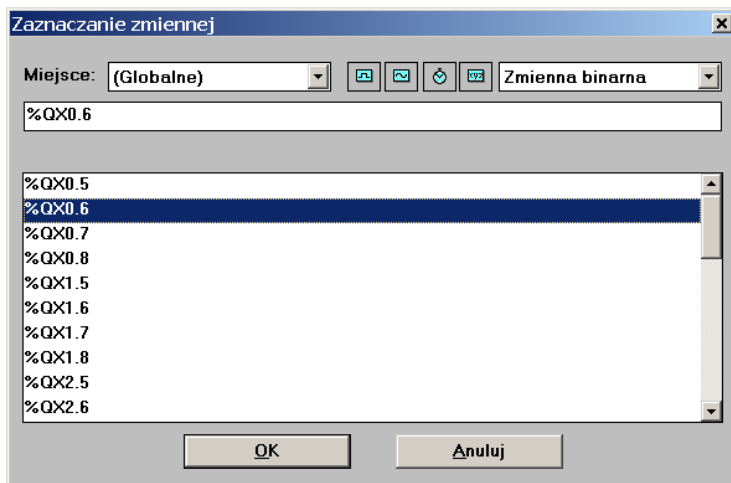 Zaznaczanie zmiennej
Miejsce: (Globalne) xyz Zmienna binarna
%QX0.6
%QX0.5
%QX0.6
%QX0.7
%QX0.8
%QX1.5
%QX1.6
%QX1.7
%QX1.8
%QX2.5
%QX2.6
OK Anuluj